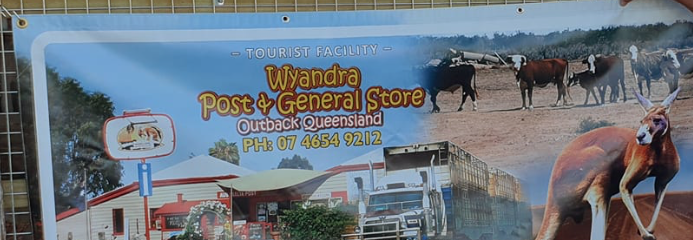 – TOURIST FACILITY –
Wyandra
Post & General Store
Outback Queensland
PH: 07 4654 9212